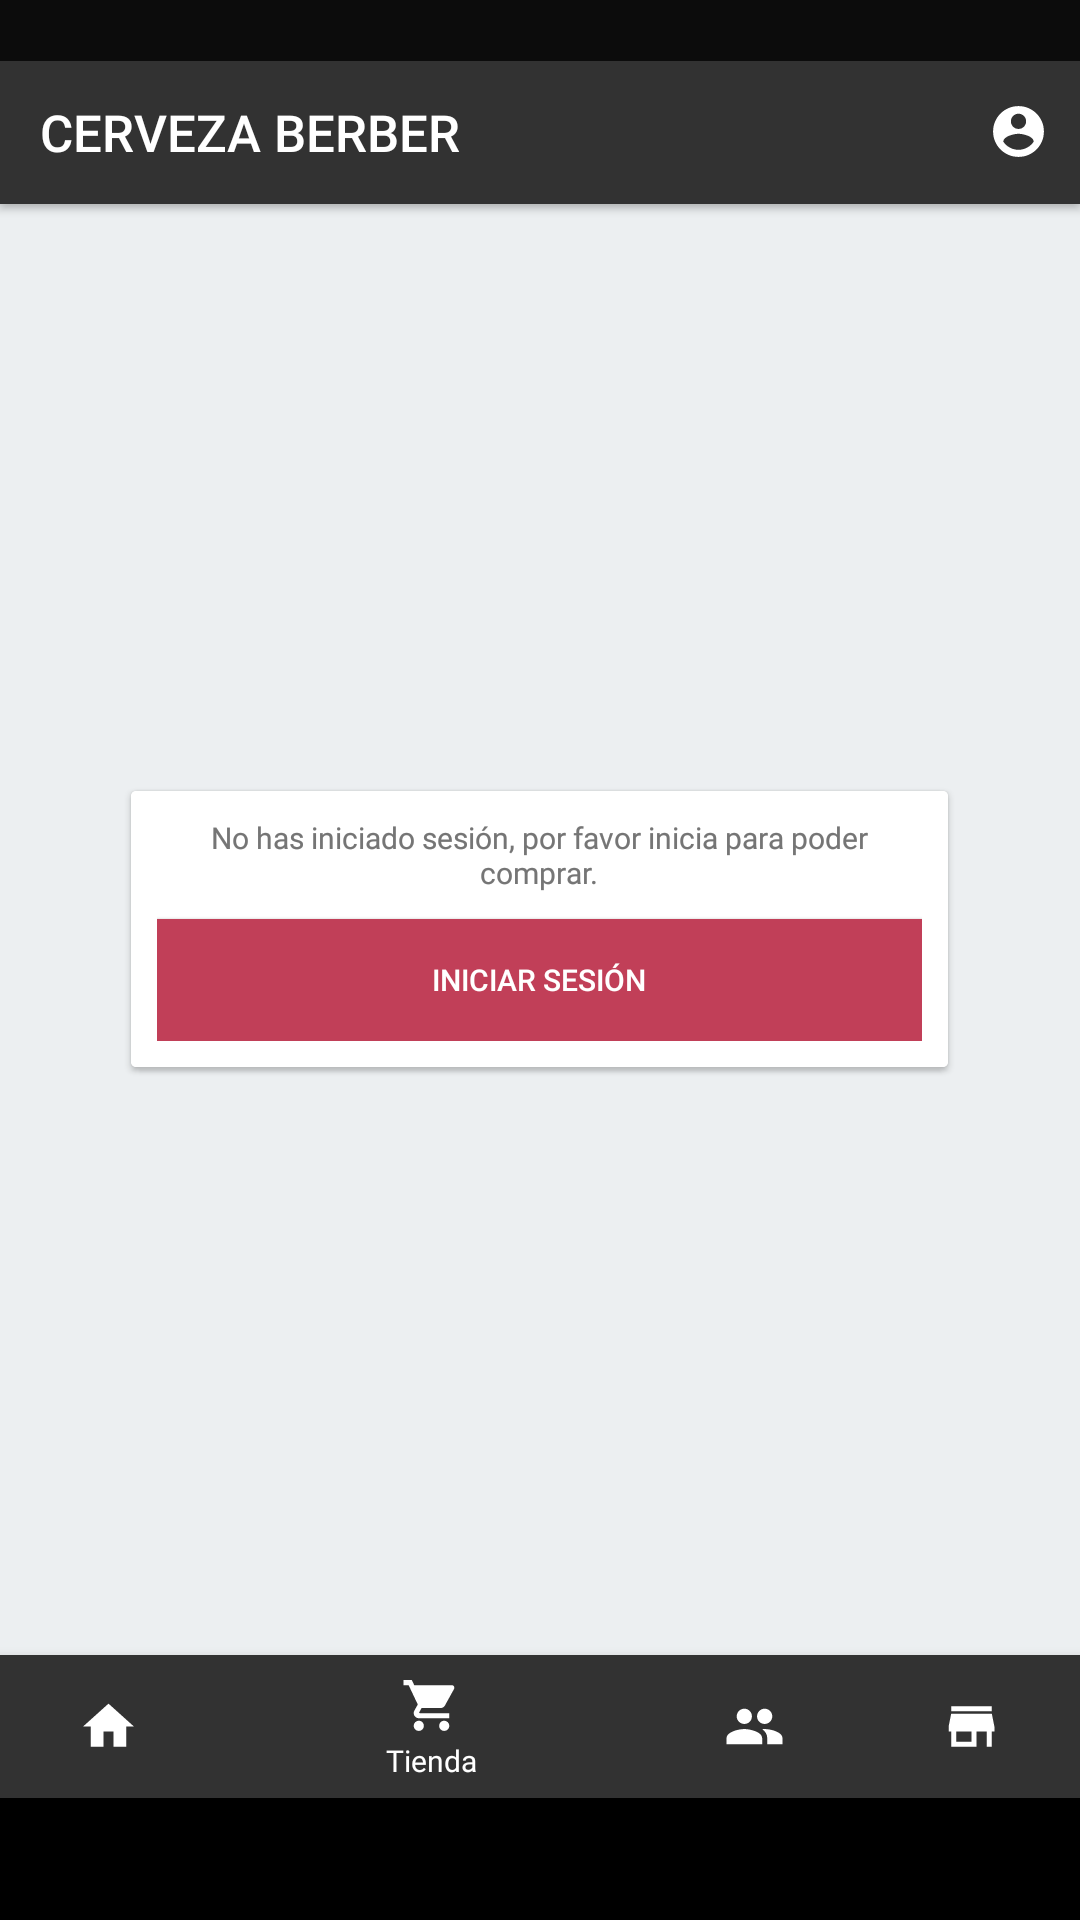 CERVEZA BERBER
No has iniciado sesión, por favor inicia para poder
comprar.
INICIAR SESIÓN
Tienda